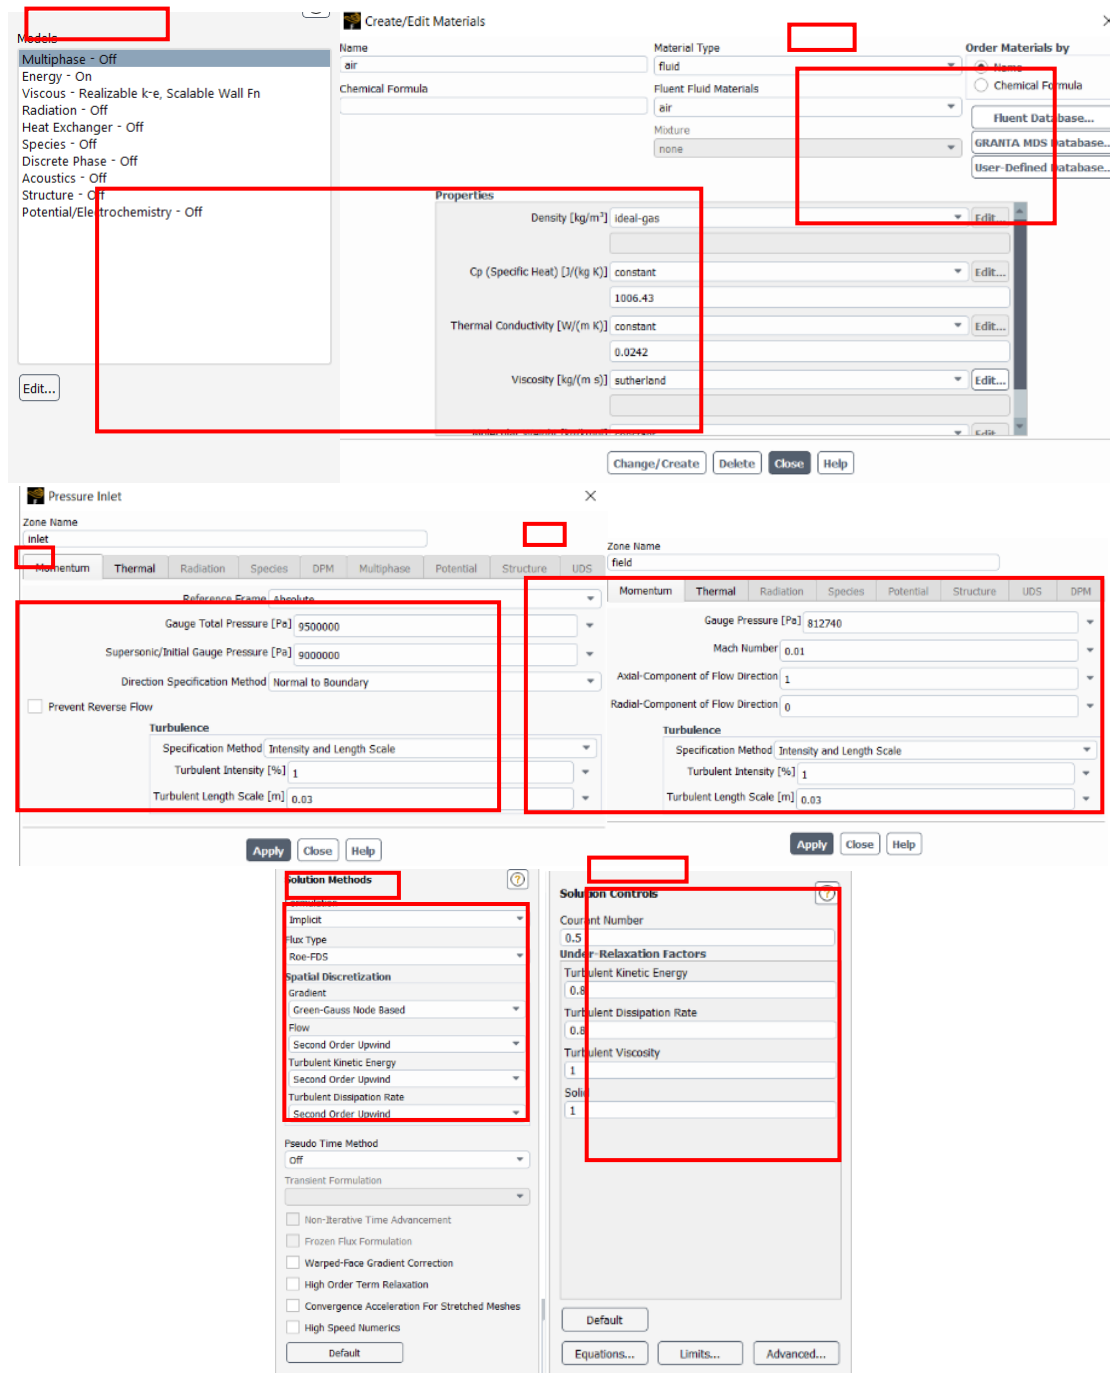 Models
Multiphase - Off
Energy - On
Viscous - Realizable k-e, Scalable Wall Fn
Radiation - Off
Heat Exchanger - Off
Species - Off
Discrete Phase - Off
Acoustics - Off
Structure - Off
Potential/Electrochemistry - Off
Edit...
Create/Edit Materials
Name
air
Chemical Formula
Material Type
fluid
Fluent Fluid Materials
air
Mixture
none
Order Materials by
Name
Chemical Formula
Fluent Database...
GRANTA MDS Database...
User-Defined Database...
Properties
Density [kg/m³] ideal-gas Edit...
Cp (Specific Heat) [J/(kg K)] constant Edit...
1006.43
Thermal Conductivity [W/(m K)] constant Edit...
0.0242
Viscosity [kg/(m s)] sutherland Edit...
Change/Create Delete Close Help
Pressure Inlet
Zone Name
inlet
Momentum Thermal Radiation Species DPM Multiphase Potential Structure UDS
Reference Frame Absolute
Gauge Total Pressure [Pa] 9500000
Supersonic/Initial Gauge Pressure [Pa] 9000000
Direction Specification Method Normal to Boundary
Prevent Reverse Flow
Turbulence
Specification Method Intensity and Length Scale
Turbulent Intensity [%] 1
Turbulent Length Scale [m] 0.03
Apply Close Help
Zone Name
field
Momentum Thermal Radiation Species Potential Structure UDS DPM
Gauge Pressure [Pa] 812740
Mach Number 0.01
Axial-Component of Flow Direction 1
Radial-Component of Flow Direction 0
Turbulence
Specification Method Intensity and Length Scale
Turbulent Intensity [%] 1
Turbulent Length Scale [m] 0.03
Apply Close Help
Solution Methods
Formulation
Implicit
Flux Type
Roe-FDS
Spatial Discretization
Gradient
Green-Gauss Node Based
Flow
Second Order Upwind
Turbulent Kinetic Energy
Second Order Upwind
Turbulent Dissipation Rate
Second Order Upwind
Pseudo Time Method
Off
Transient Formulation
Non-Iterative Time Advancement
Frozen Flux Formulation
Warped-Face Gradient Correction
High Order Term Relaxation
Convergence Acceleration For Stretched Meshes
High Speed Numerics
Default
Solution Controls
Courant Number
0.5
Under-Relaxation Factors
Turbulent Kinetic Energy
0.8
Turbulent Dissipation Rate
0.8
Turbulent Viscosity
1
Solid
1
Default
Equations... Limits... Advanced...